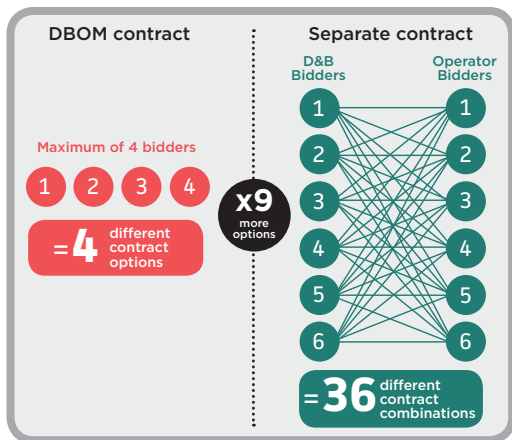 DBOM contract
Maximum of 4 bidders
1 2 3 4
= 4 different
contract
options
x9
more
options
Separate contract
D&B
Bidders
Operator
Bidders
1 1
2 2
3 3
4 4
5 5
6 6
= 36 different
contract
combinations